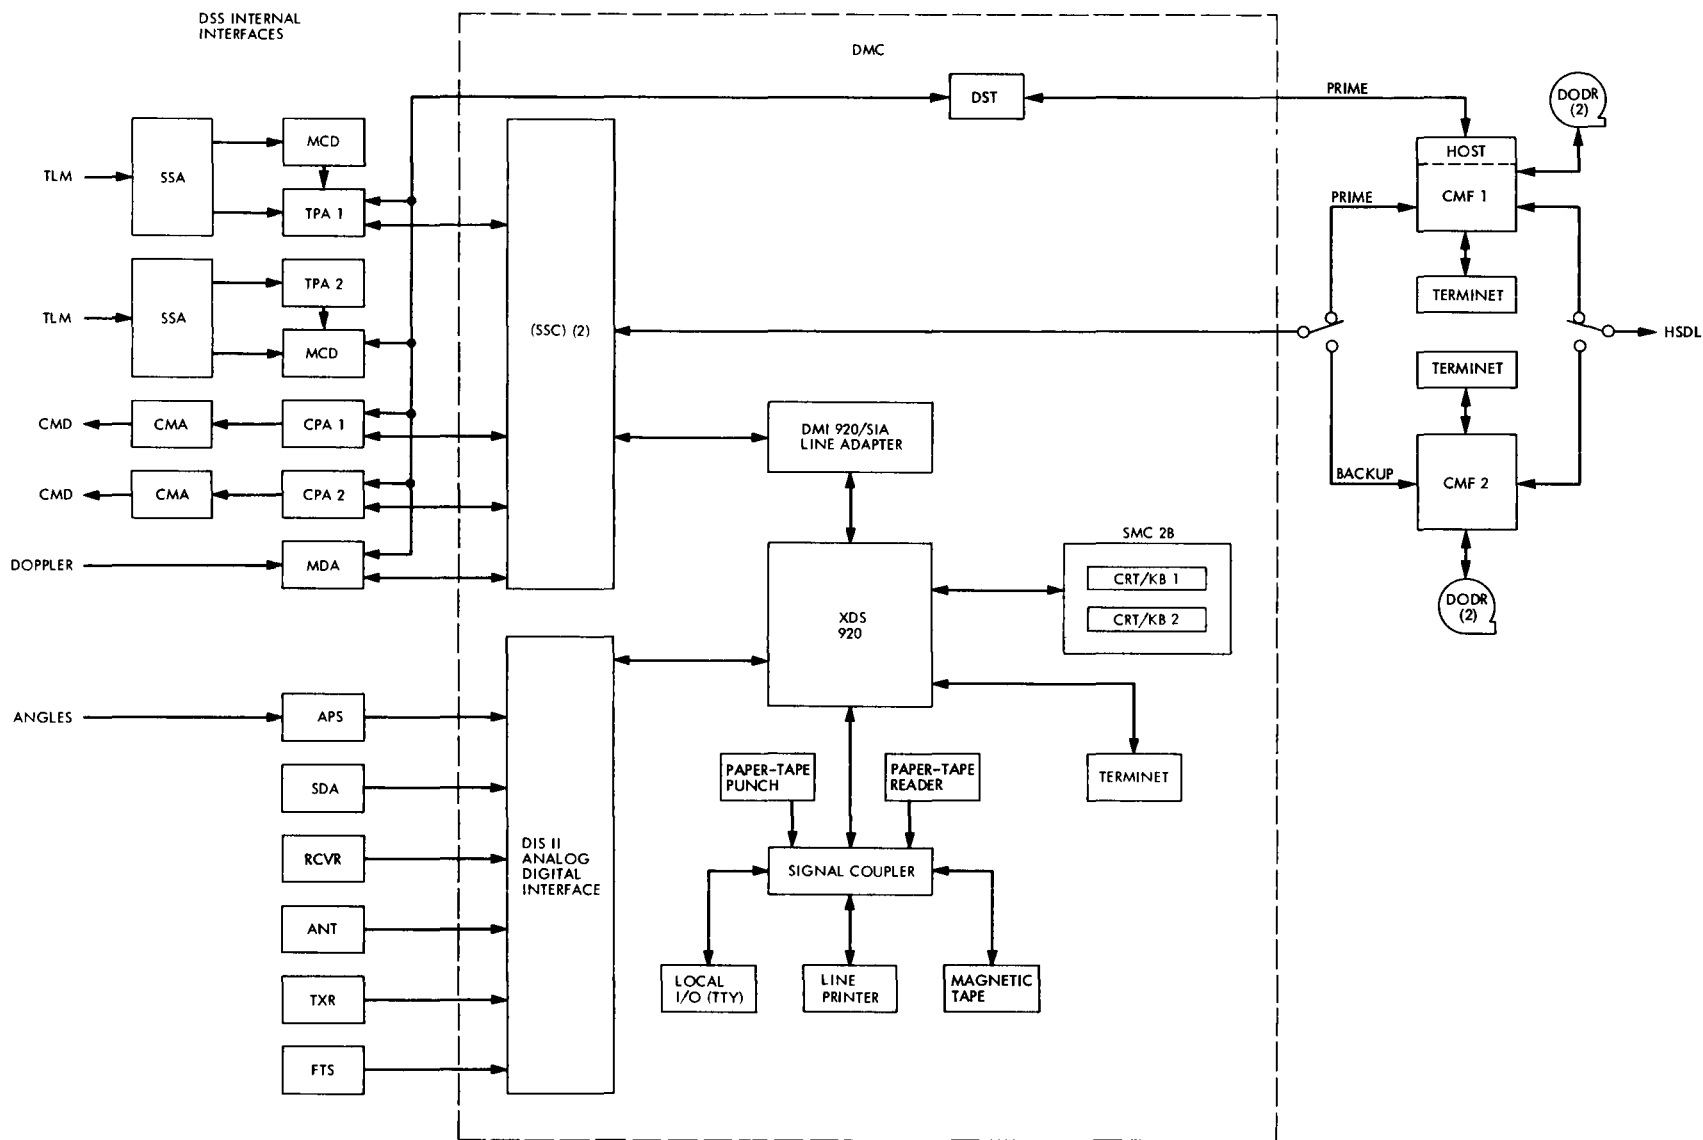 DSS INTERNAL
INTERFACES
DMC
DST
PRIME
DODR
(2)
HOST
CMF 1
TLM
SSA
MCD
TPA 1
PRIME
TERMINET
TLM
SSA
TPA 2
MCD
(SSC) (2)
HSDL
TERMINET
CMD
CMA
CPA 1
DMI 920/SIA
LINE ADAPTER
CMD
CMA
CPA 2
BACKUP
CMF 2
DOPPLER
MDA
SMC 2B
CRT/KB 1
CRT/KB 2
DODR
(2)
XDS
920
ANGLES
APS
SDA
PAPER-TAPE
PUNCH
PAPER-TAPE
READER
TERMINET
RCVR
DIS II
ANALOG
DIGITAL
INTERFACE
SIGNAL COUPLER
ANT
TXR
LOCAL
I/O (TTY)
LINE
PRINTER
MAGNETIC
TAPE
FTS